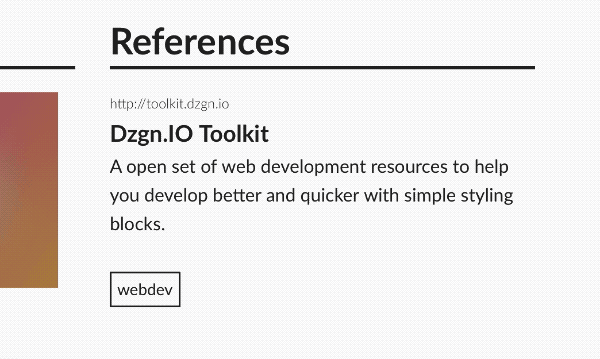 References
http://toolkit.dzgn.io
Dzgn.IO Toolkit
A open set of web development resources to help
you develop better and quicker with simple styling
blocks.
webdev